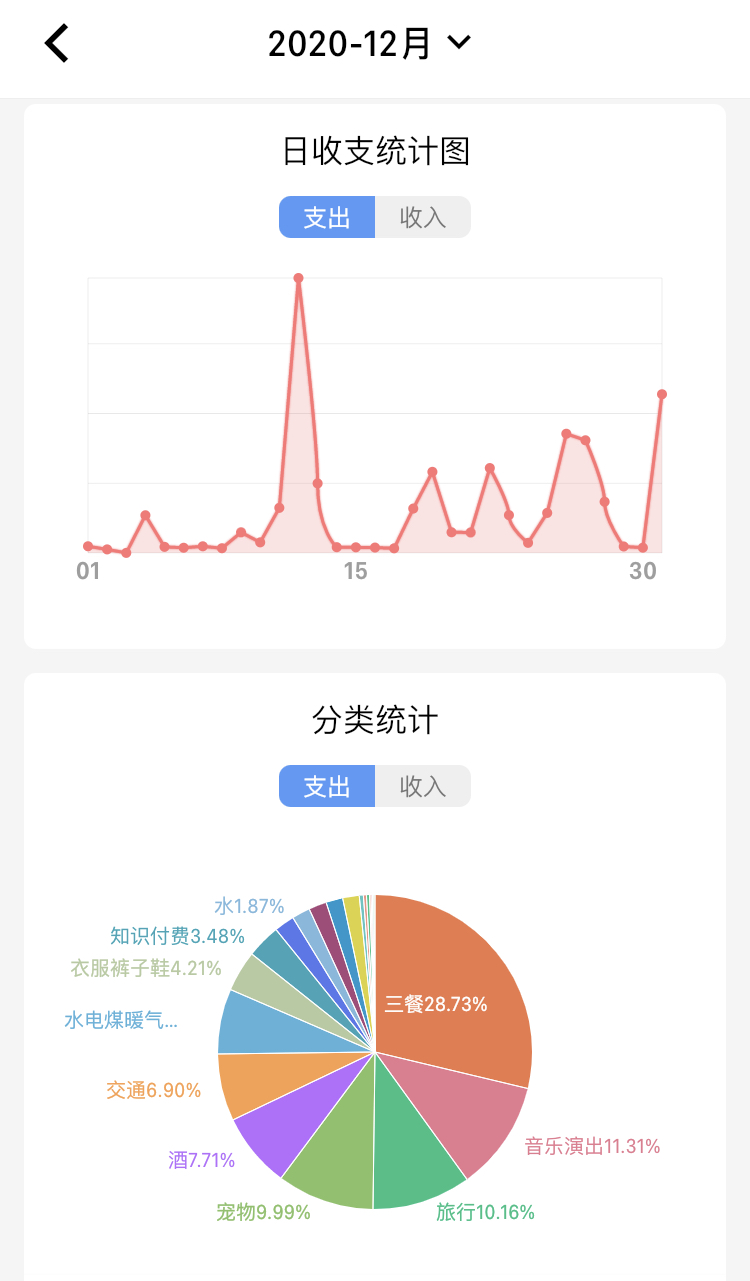 2020-12月
日收支统计图
支出 收入
01 15 30
分类统计
支出 收入
水1.87%
知识付费3.48%
衣服裤子鞋4.21%
三餐28.73%
水电煤暖气...
交通6.90%
音乐演出11.31%
酒7.71%
宠物9.99% 旅行10.16%